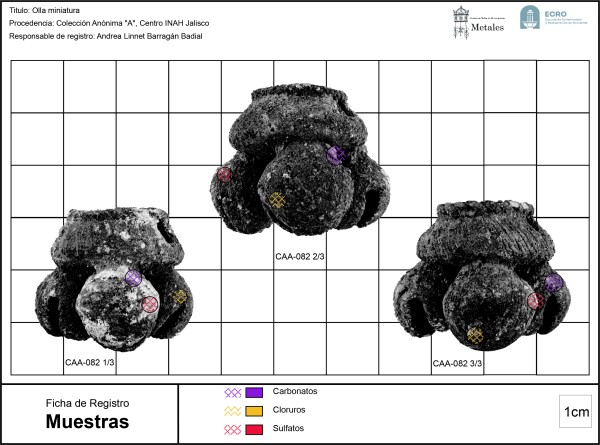 Titulo: Olla miniatura
Procedencia: Colección Anónima "A", Centro INAH Jalisco
Responsable de registro: Andrea Linnet Barragán Badial
Metales
ECRO
CAA-082 2/3
CAA-082 1/3
CAA-082 3/3
Ficha de Registro
Muestras
Carbonatos
Cloruros
Sulfatos
1cm